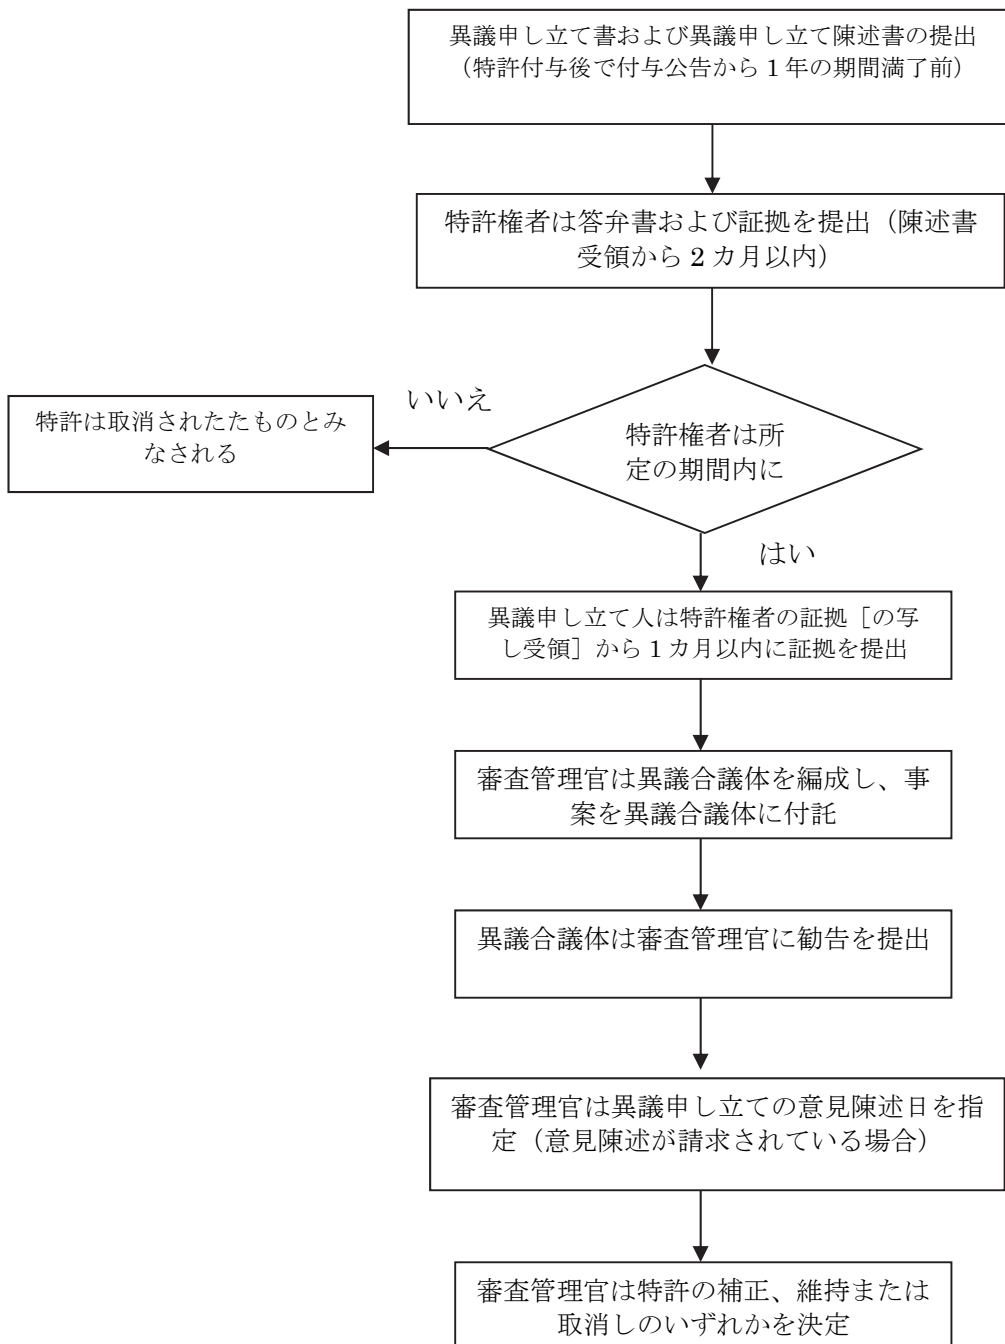 異議申し立て書および異議申し立て陳述書の提出
（特許付与後で付与公告から 1 年の期間満了前）
特許権者は答弁書および証拠を提出（陳述書
受領から 2 カ月以内）
いいえ
特許は取消されたたものとみ
なされる
特許権者は所
定の期間内に
はい
異議申し立て人は特許権者の証拠［の写
し受領］から 1 カ月以内に証拠を提出
審査管理官は異議合議体を編成し、事
案を異議合議体に付託
異議合議体は審査管理官に勧告を提出
審査管理官は異議申し立ての意見陳述日を指
定（意見陳述が請求されている場合）
審査管理官は特許の補正、維持または
取消しのいずれかを決定